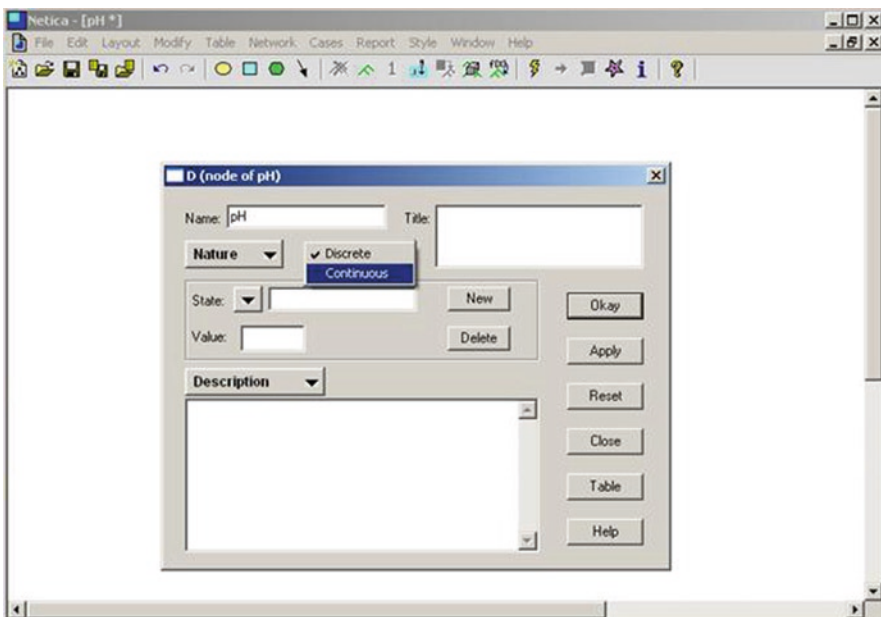 Netica - [pH *]
File Edit Layout Modify Table Network Cases Report Style Window Help
1
f(x)
i
?
D (node of pH)
Name: pH
Title:
Nature
Discrete
Continuous
State:
New
Value:
Delete
Okay
Apply
Description
Reset
Close
Table
Help